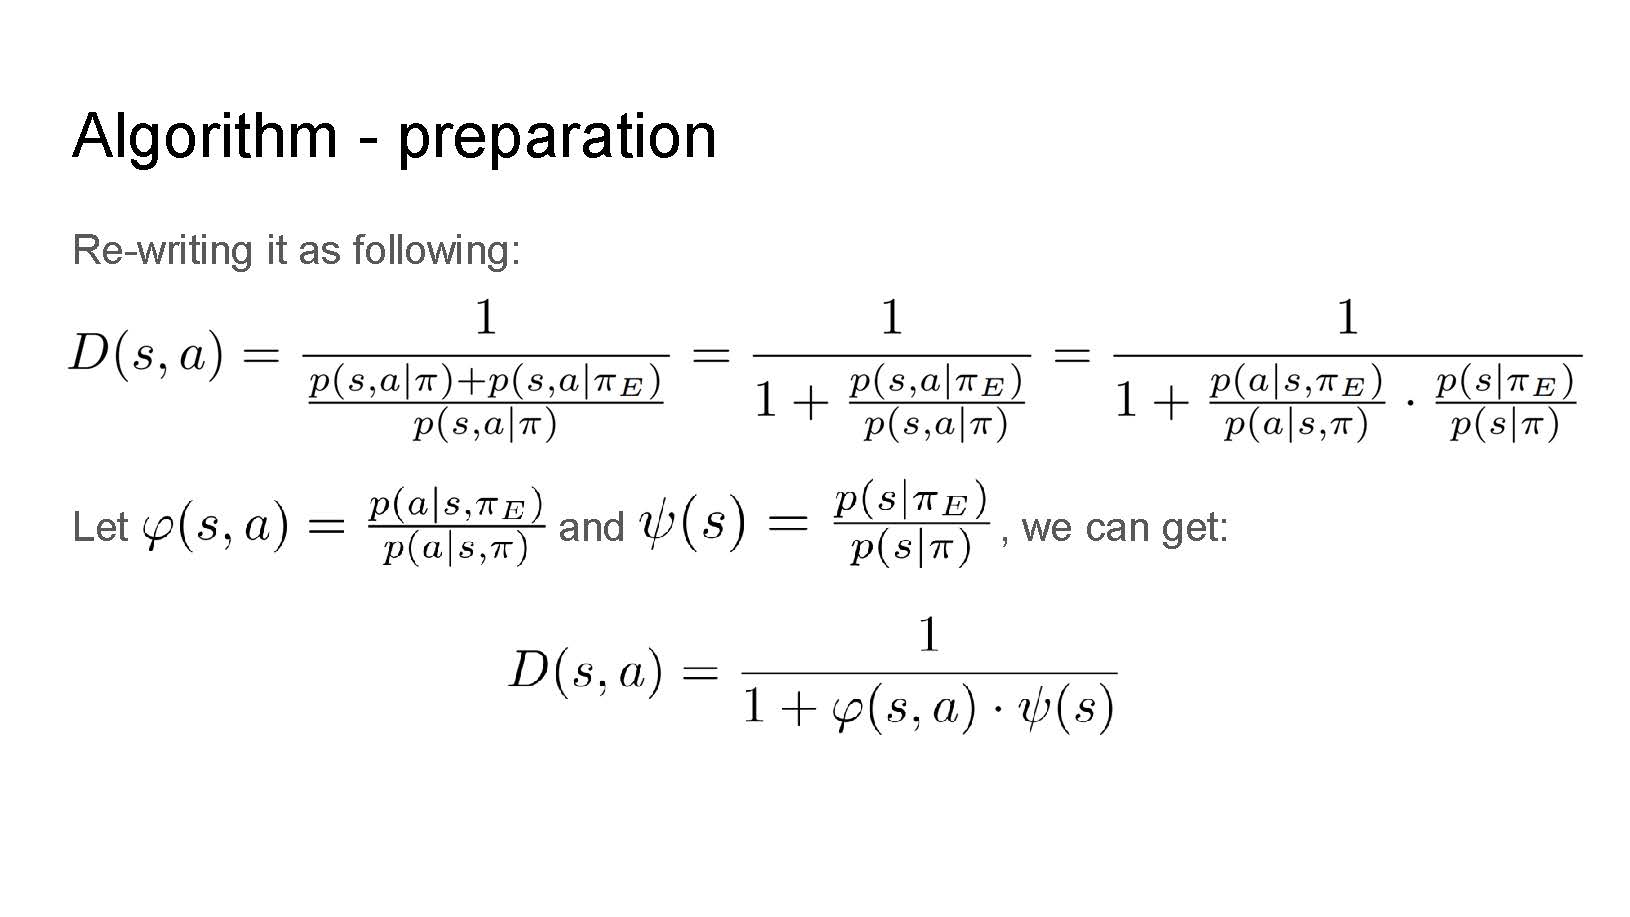 Algorithm - preparation
Re-writing it as following:
$D(s,a) = \frac{1}{\frac{p(s,a|\pi)+p(s,a|\pi_E)}{p(s,a|\pi)}} = \frac{1}{1+\frac{p(s,a|\pi_E)}{p(s,a|\pi)}} = \frac{1}{1+\frac{p(a|s,\pi_E)}{p(a|s,\pi)} \cdot \frac{p(s|\pi_E)}{p(s|\pi)}}$
Let $\varphi(s,a) = \frac{p(a|s,\pi_E)}{p(a|s,\pi)}$ and $\psi(s) = \frac{p(s|\pi_E)}{p(s|\pi)}$ , we can get:
$D(s,a) = \frac{1}{1+\varphi(s,a) \cdot \psi(s)}$